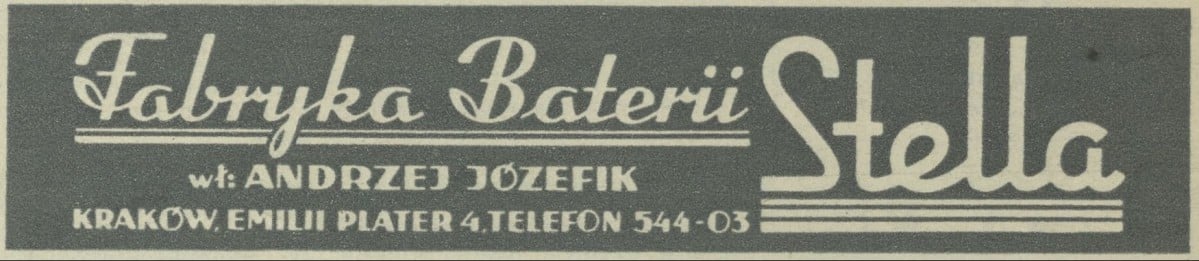 Fabryka Baterii Stella
wł: ANDRZEJ JÓZEFIK
KRAKÓW, EMILII PLATER 4, TELEFON 544-03